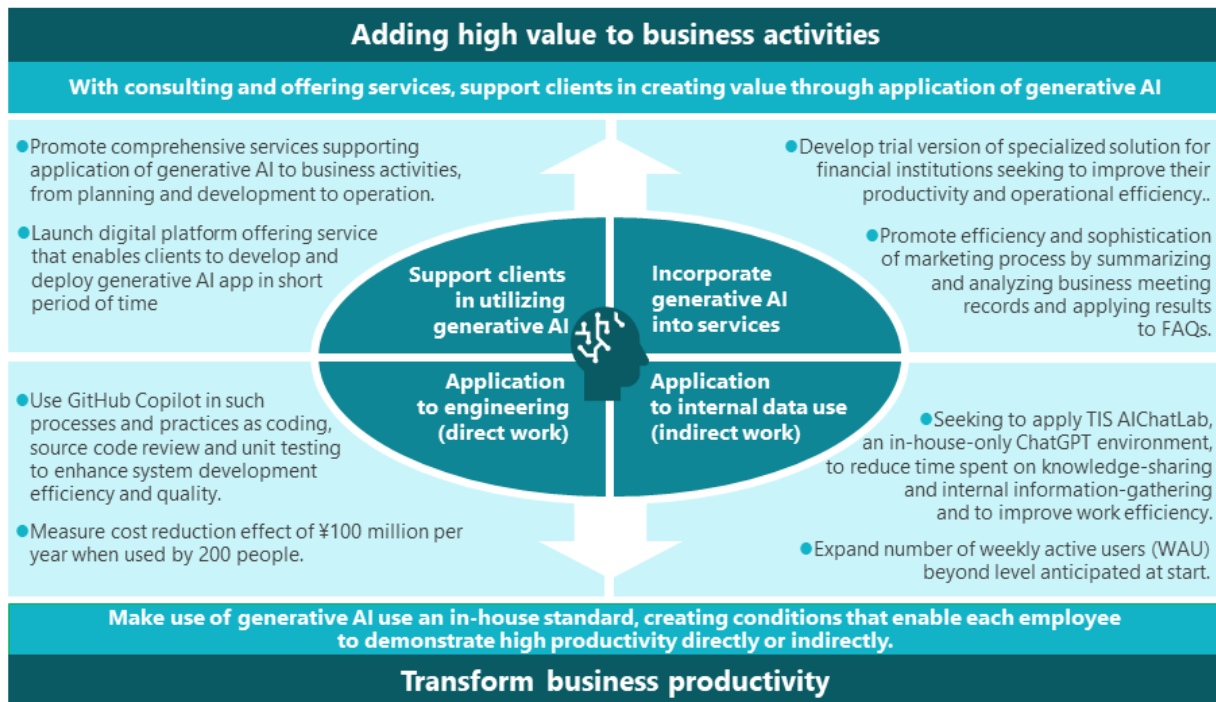 Adding high value to business activities
With consulting and offering services, support clients in creating value through application of generative AI
●Promote comprehensive services supporting
application of generative AI to business activities,
from planning and development to operation.
●Launch digital platform offering service
that enables clients to develop and
deploy generative AI app in short
period of time
●Develop trial version of specialized solution for
financial institutions seeking to improve their
productivity and operational efficiency..
●Promote efficiency and sophistication
of marketing process by summarizing
and analyzing business meeting
records and applying results
to FAQs.
Support clients
in utilizing
generative AI
Incorporate
generative AI
into services
Application
to engineering
(direct work)
Application
to internal data use
(indirect work)
●Use GitHub Copilot in such
processes and practices as coding,
source code review and unit testing
to enhance system development
efficiency and quality.
●Measure cost reduction effect of ¥100 million per
year when used by 200 people.
●Seeking to apply TIS AIChatLab,
an in-house-only ChatGPT environment,
to reduce time spent on knowledge-sharing
and internal information-gathering
and to improve work efficiency.
●Expand number of weekly active users (WAU)
beyond level anticipated at start.
Make use of generative AI use an in-house standard, creating conditions that enable each employee
to demonstrate high productivity directly or indirectly.
Transform business productivity